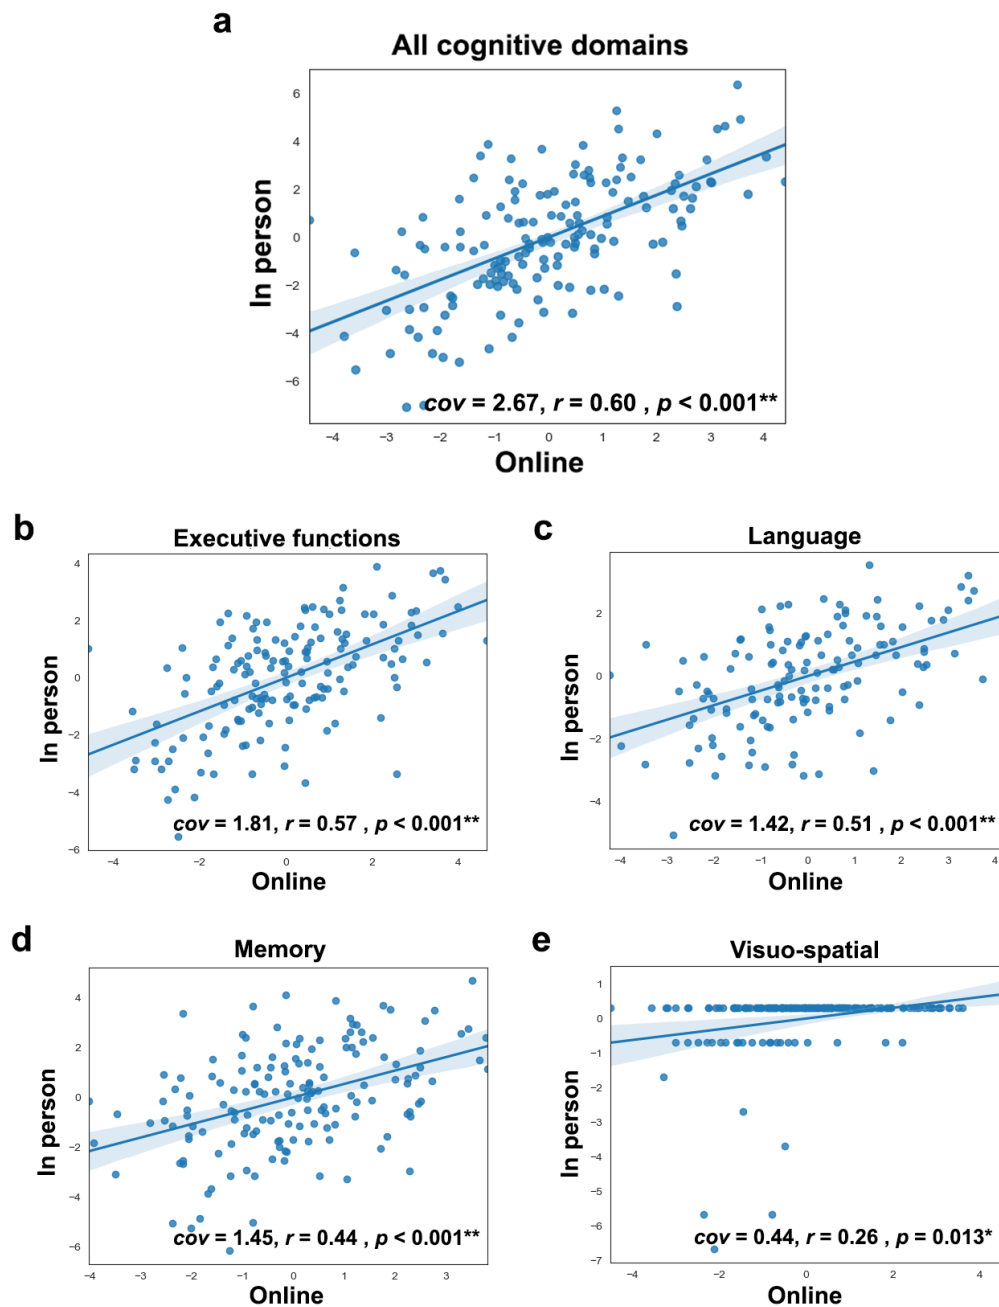 a
All cognitive domains
6
4
2
0
−2
−4
−6
In person
cov = 2.67, r = 0.60 , p < 0.001**
−4 −3 −2 −1 0 1 2 3 4
Online
b
Executive functions
4
2
0
−2
−4
−6
In person
cov = 1.81, r = 0.57 , p < 0.001**
−4 −2 0 2 4
Online
c
Language
2
0
−2
−4
In person
cov = 1.42, r = 0.51 , p < 0.001**
−4 −3 −2 −1 0 1 2 3 4
Online
d
Memory
4
2
0
−2
−4
−6
In person
cov = 1.45, r = 0.44 , p < 0.001**
−4 −3 −2 −1 0 1 2 3
Online
e
Visuo-spatial
1
0
−1
−2
−3
−4
−5
−6
−7
In person
cov = 0.44, r = 0.26 , p = 0.013*
−4 −2 0 2 4
Online